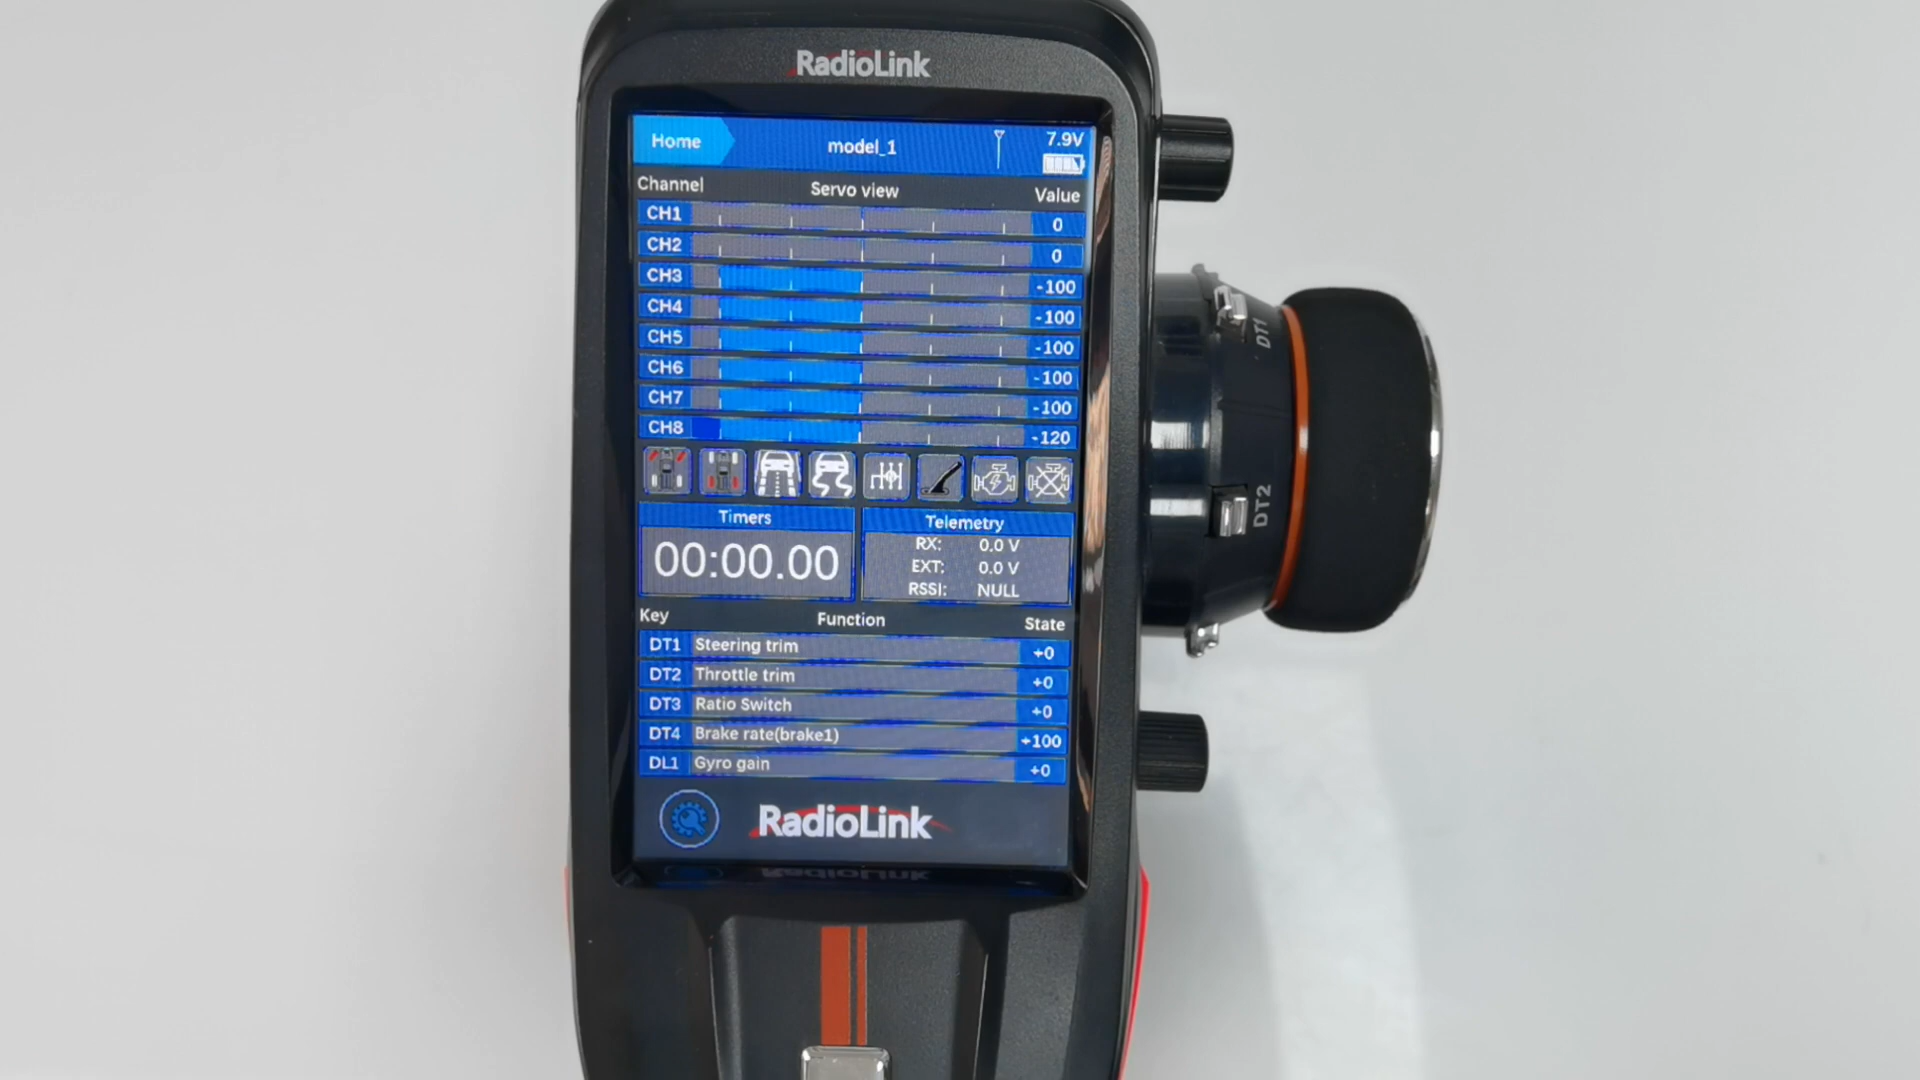 RadioLink
Home model_1 7.9V
Channel Servo view Value
CH1 0
CH2 0
CH3 -100
CH4 -100
CH5 -100
CH6 -100
CH7 -100
CH8 -120
Timers Telemetry
00:00.00
RX: 0.0 V
EXT: 0.0 V
RSSI: NULL
Key Function State
DT1 Steering trim +0
DT2 Throttle trim +0
DT3 Ratio Switch +0
DT4 Brake rate(brake1) +100
DL1 Gyro gain +0
RadioLink
DT1
DT2